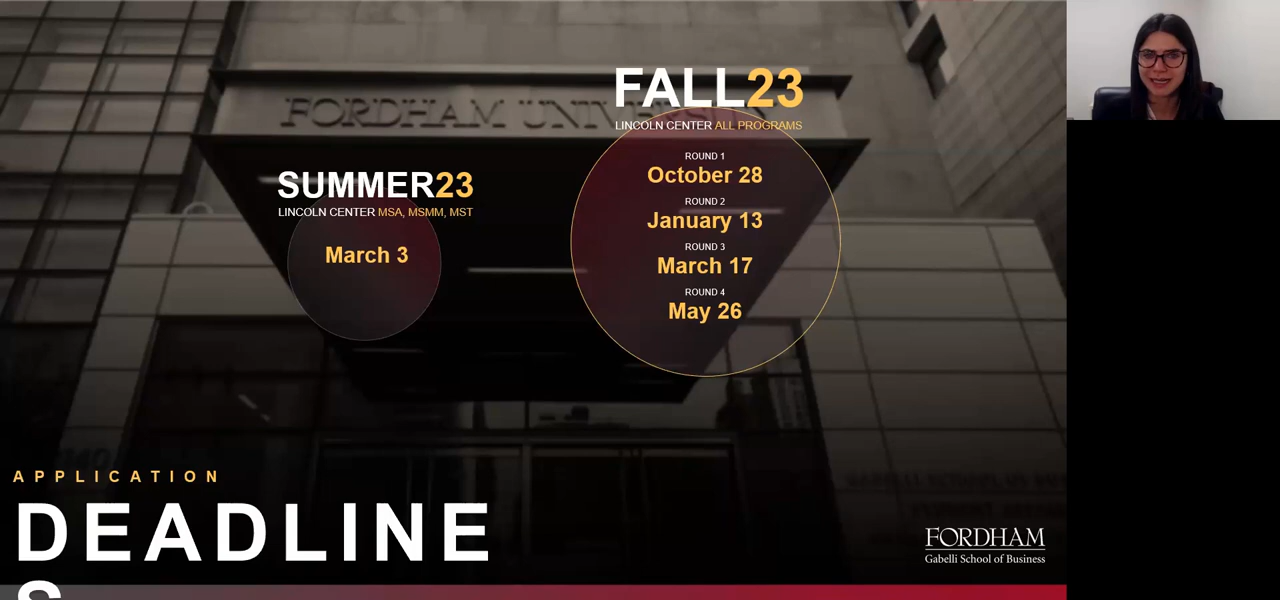 FORDHAM UNIVERSITY
SUMMER23
LINCOLN CENTER MSA, MSMM, MST
March 3
FALL23
LINCOLN CENTER ALL PROGRAMS
ROUND 1
October 28
ROUND 2
January 13
ROUND 3
March 17
ROUND 4
May 26
APPLICATION
DEADLINE
S
FORDHAM
Gabelli School of Business